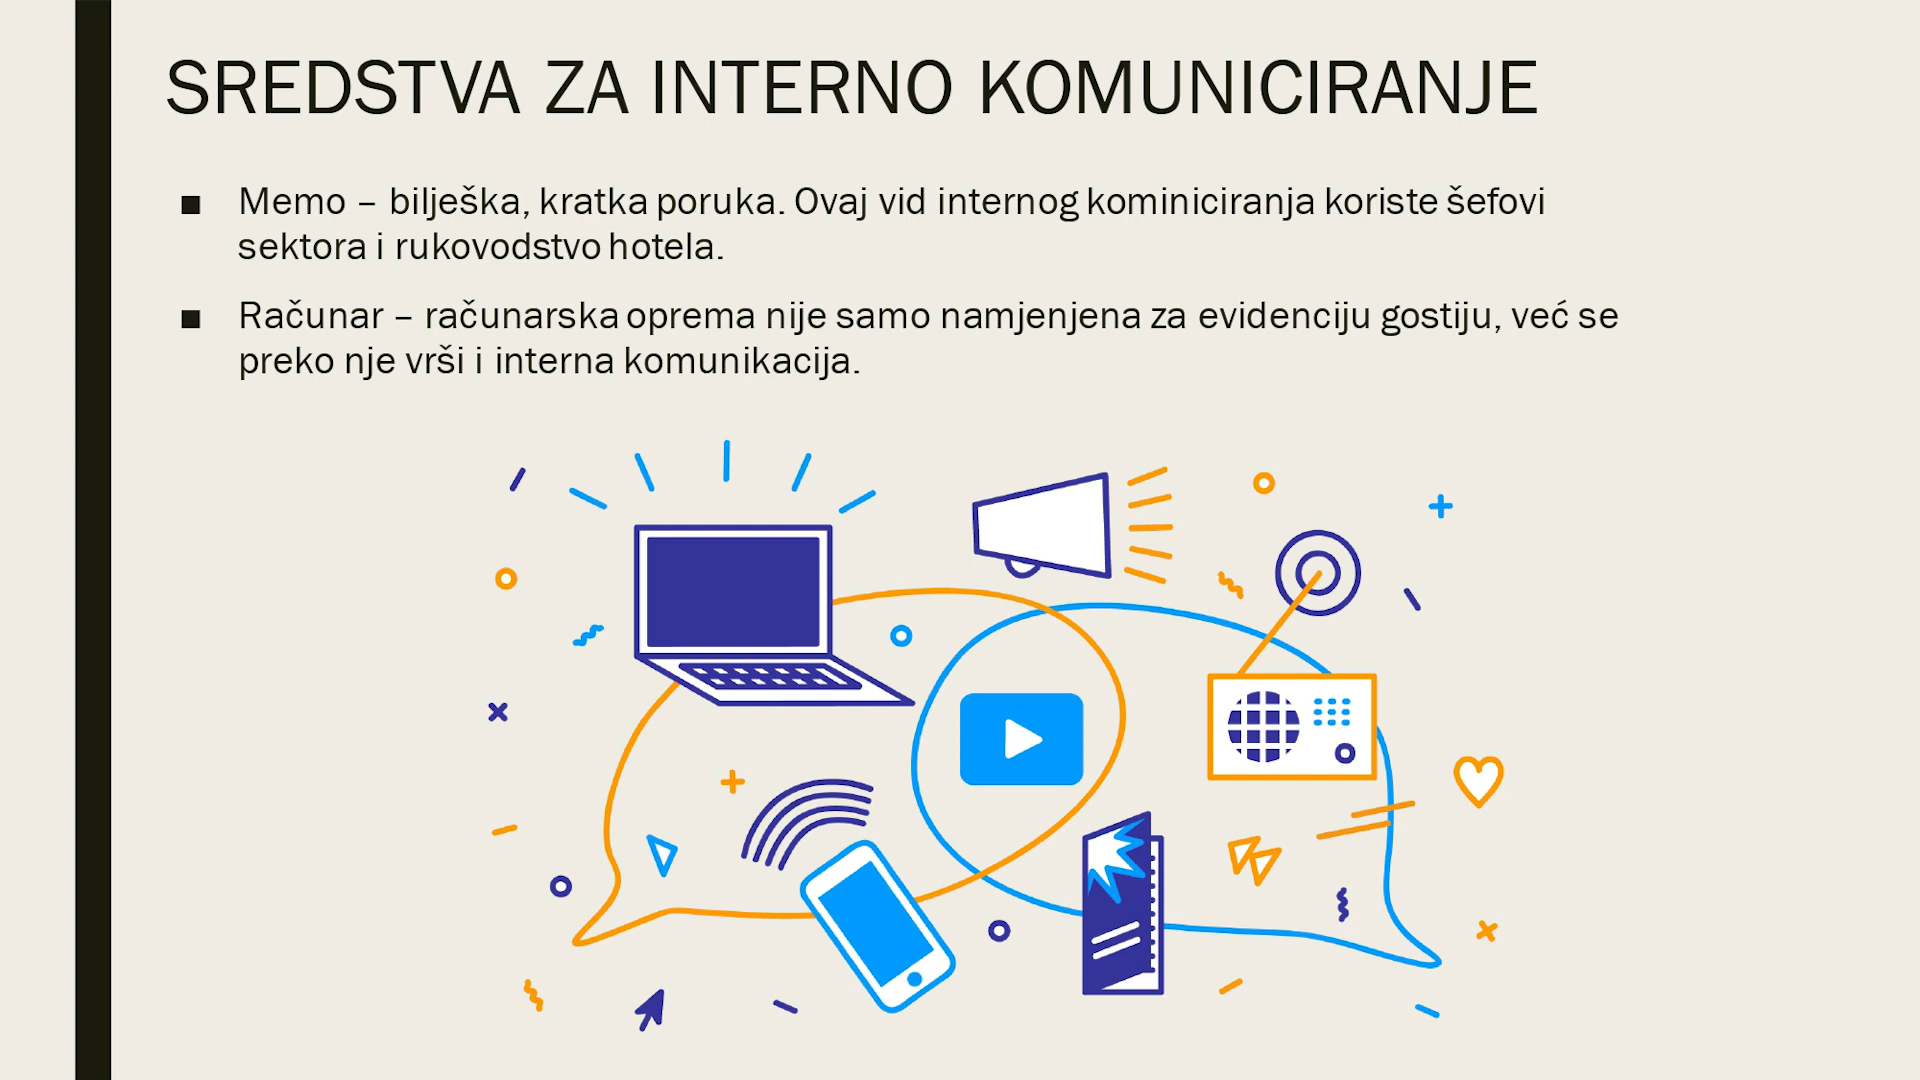 SREDSTVA ZA INTERNO KOMUNICIRANJE
▪ Memo – bilješka, kratka poruka. Ovaj vid internog kominiciranja koriste šefovi
sektora i rukovodstvo hotela.
▪ Računar – računarska oprema nije samo namjenjena za evidenciju gostiju, već se
preko nje vrši i interna komunikacija.